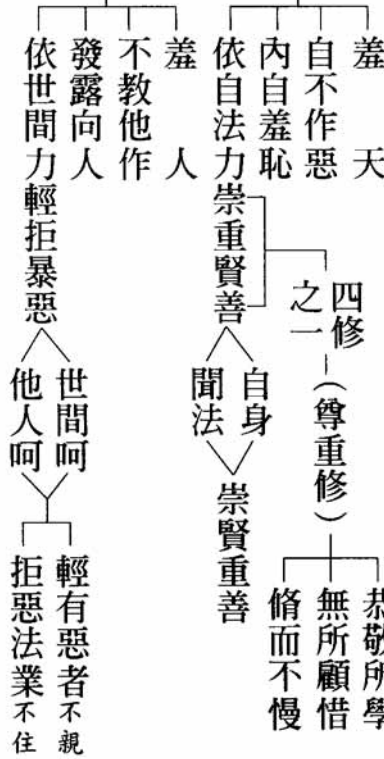 羞　天
自不作惡
內自羞恥
依自法力崇重賢善
四修之一
（尊重修）
恭敬所學
無所顧惜
脩而不慢
自身
聞法
崇賢重善
羞　人
不教他作
發露向人
依世間力輕拒暴惡
世間呵
他人呵
輕有惡者不親
拒惡法業不住